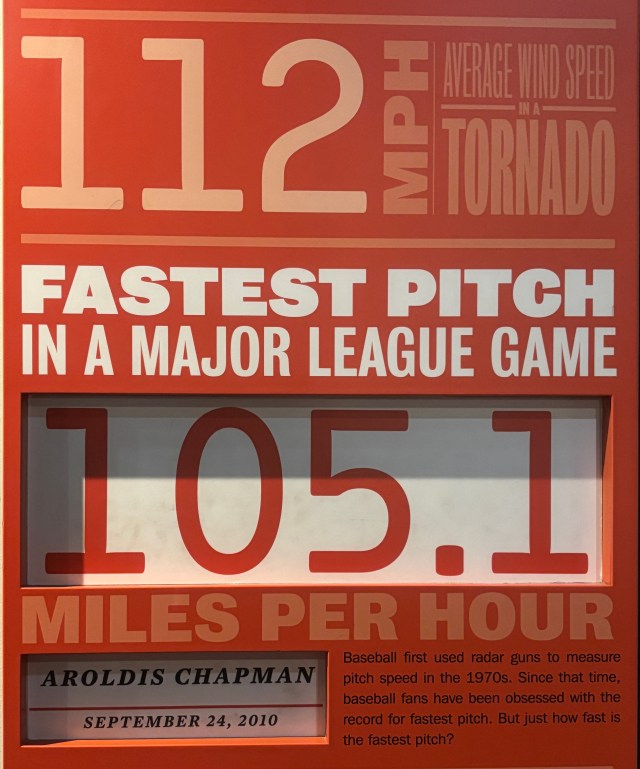 112 MPH
AVERAGE WIND SPEED
IN A
TORNADO
FASTEST PITCH
IN A MAJOR LEAGUE GAME
105.1
MILES PER HOUR
AROLDIS CHAPMAN
SEPTEMBER 24, 2010
Baseball first used radar guns to measure
pitch speed in the 1970s. Since that time,
baseball fans have been obsessed with the
record for fastest pitch. But just how fast is
the fastest pitch?